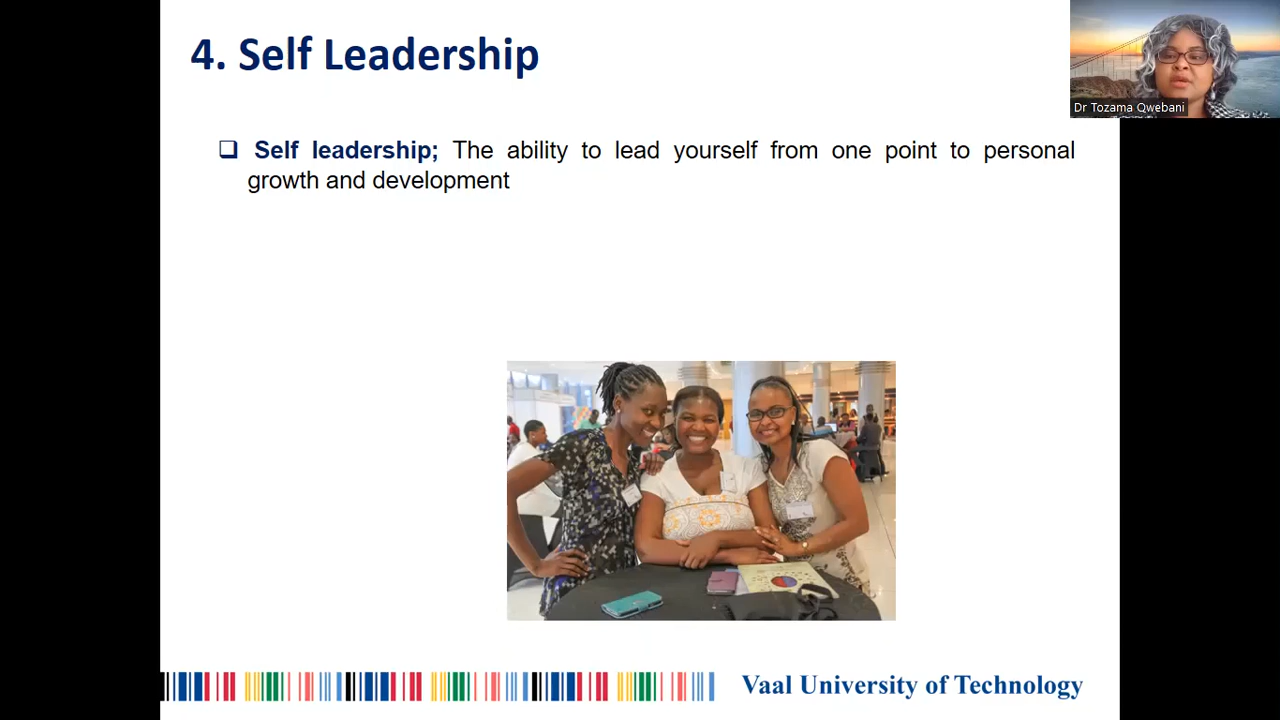 4. Self Leadership
Dr Tozama Qwebani
❑ Self leadership; The ability to lead yourself from one point to personal
growth and development
Vaal University of Technology